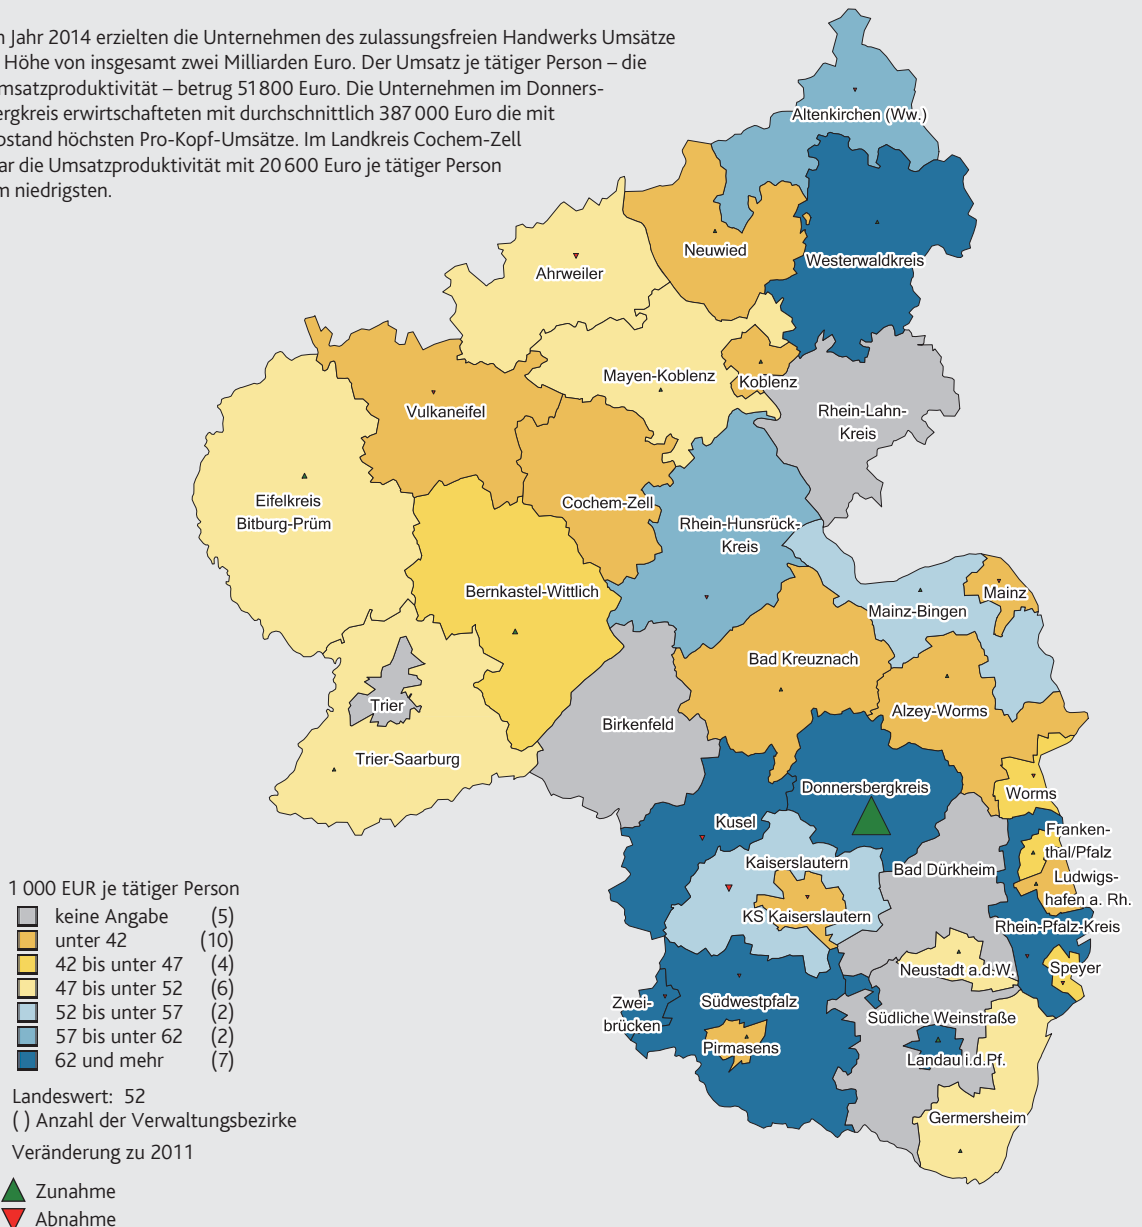 n Jahr 2014 erzielten die Unternehmen des zulassungsfreien Handwerks Umsätze
Höhe von insgesamt zwei Milliarden Euro. Der Umsatz je tätiger Person – die
msatzproduktivität – betrug 51 800 Euro. Die Unternehmen im Donners-
ergkreis erwirtschafteten mit durchschnittlich 387 000 Euro die mit
ostand höchsten Pro-Kopf-Umsätze. Im Landkreis Cochem-Zell
ar die Umsatzproduktivität mit 20 600 Euro je tätiger Person
m niedrigsten.
Altenkirchen (Ww.)
Neuwied
Westerwaldkreis
Ahrweiler
Mayen-Koblenz
Koblenz
Vulkaneifel
Rhein-Lahn-
Kreis
Eifelkreis
Bitburg-Prüm
Cochem-Zell
Rhein-Hunsrück-
Kreis
Bernkastel-Wittlich
Mainz
Mainz-Bingen
Bad Kreuznach
Trier
Birkenfeld
Alzey-Worms
Trier-Saarburg
Donnersbergkreis
Worms
Kusel
Franken-
thal/Pfalz
Kaiserslautern
Bad Dürkheim
Ludwigs-
hafen a. Rh.
KS Kaiserslautern
Rhein-Pfalz-Kreis
Neustadt a.d.W.
Speyer
Zwei-
brücken
Südwestpfalz
Südliche Weinstraße
Pirmasens
Landau i.d.Pf.
Germersheim
1 000 EUR je tätiger Person
keine Angabe (5)
unter 42 (10)
42 bis unter 47 (4)
47 bis unter 52 (6)
52 bis unter 57 (2)
57 bis unter 62 (2)
62 und mehr (7)
Landeswert: 52
( ) Anzahl der Verwaltungsbezirke
Veränderung zu 2011
Zunahme
Abnahme